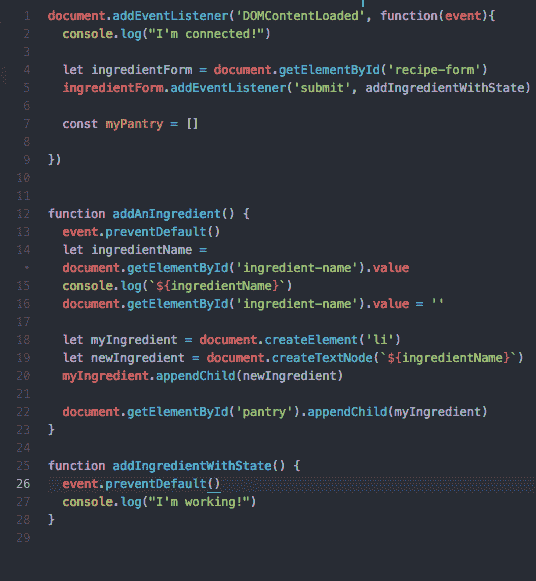 1 document.addEventListener('DOMContentLoaded', function(event){
2 console.log("I'm connected!")
3
4 let ingredientForm = document.getElementById('recipe-form')
5 ingredientForm.addEventListener('submit', addIngredientWithState)
6
7 const myPantry = []
8
9 })
10
11
12 function addAnIngredient() {
13 event.preventDefault()
14 let ingredientName =
• document.getElementById('ingredient-name').value
15 console.log(`${ingredientName}`)
16 document.getElementById('ingredient-name').value = ''
17
18 let myIngredient = document.createElement('li')
19 let newIngredient = document.createTextNode(`${ingredientName}`)
20 myIngredient.appendChild(newIngredient)
21
22 document.getElementById('pantry').appendChild(myIngredient)
23 }
24
25 function addIngredientWithState() {
26 event.preventDefault()
27 console.log("I'm working!")
28 }
29